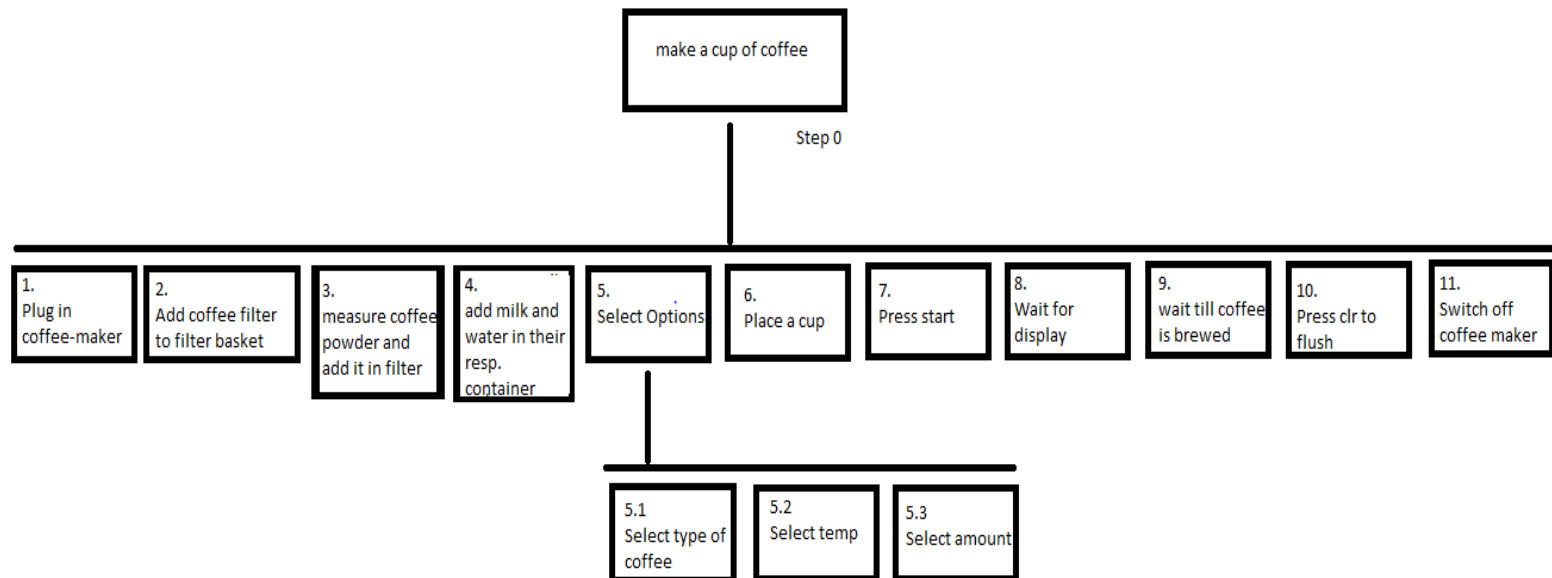 make a cup of coffee
Step 0
1.
Plug in
coffee-maker
2.
Add coffee filter
to filter basket
3.
measure coffee
powder and
add it in filter
4.
add milk and
water in their
resp.
container
5.
Select Options
6.
Place a cup
7.
Press start
8.
Wait for
display
9.
wait till coffee
is brewed
10.
Press clr to
flush
11.
Switch off
coffee maker
5.1
Select type of
coffee
5.2
Select temp
5.3
Select amount